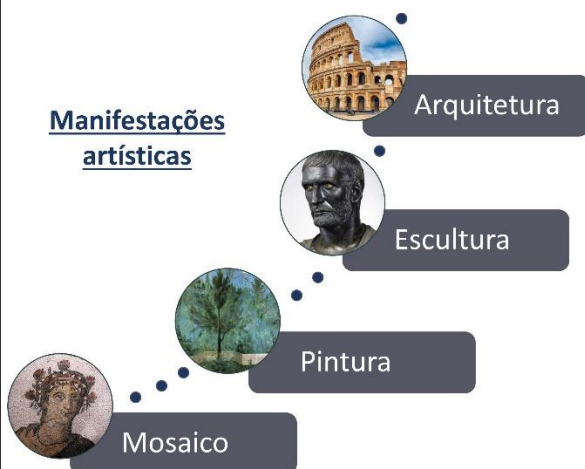 Manifestações
artísticas
Arquitetura
Escultura
Pintura
Mosaico